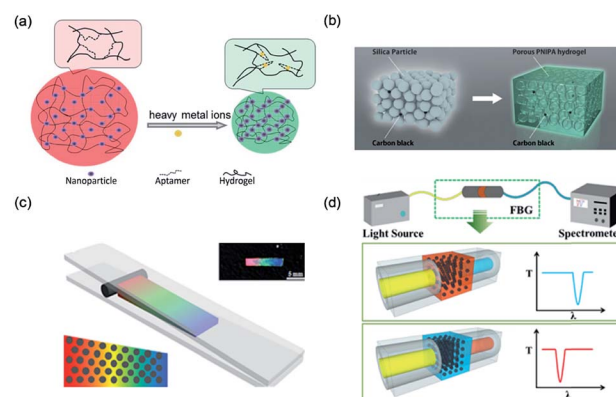 (a)
heavy metal ions
Nanoparticle
Aptamer
Hydrogel
(b)
Silica Particle
Porous PNIPA hydrogel
Carbon black
Carbon black
(c)
5 mm
(d)
FBG
Light Source
Spectrometer
T
λ
T
λ